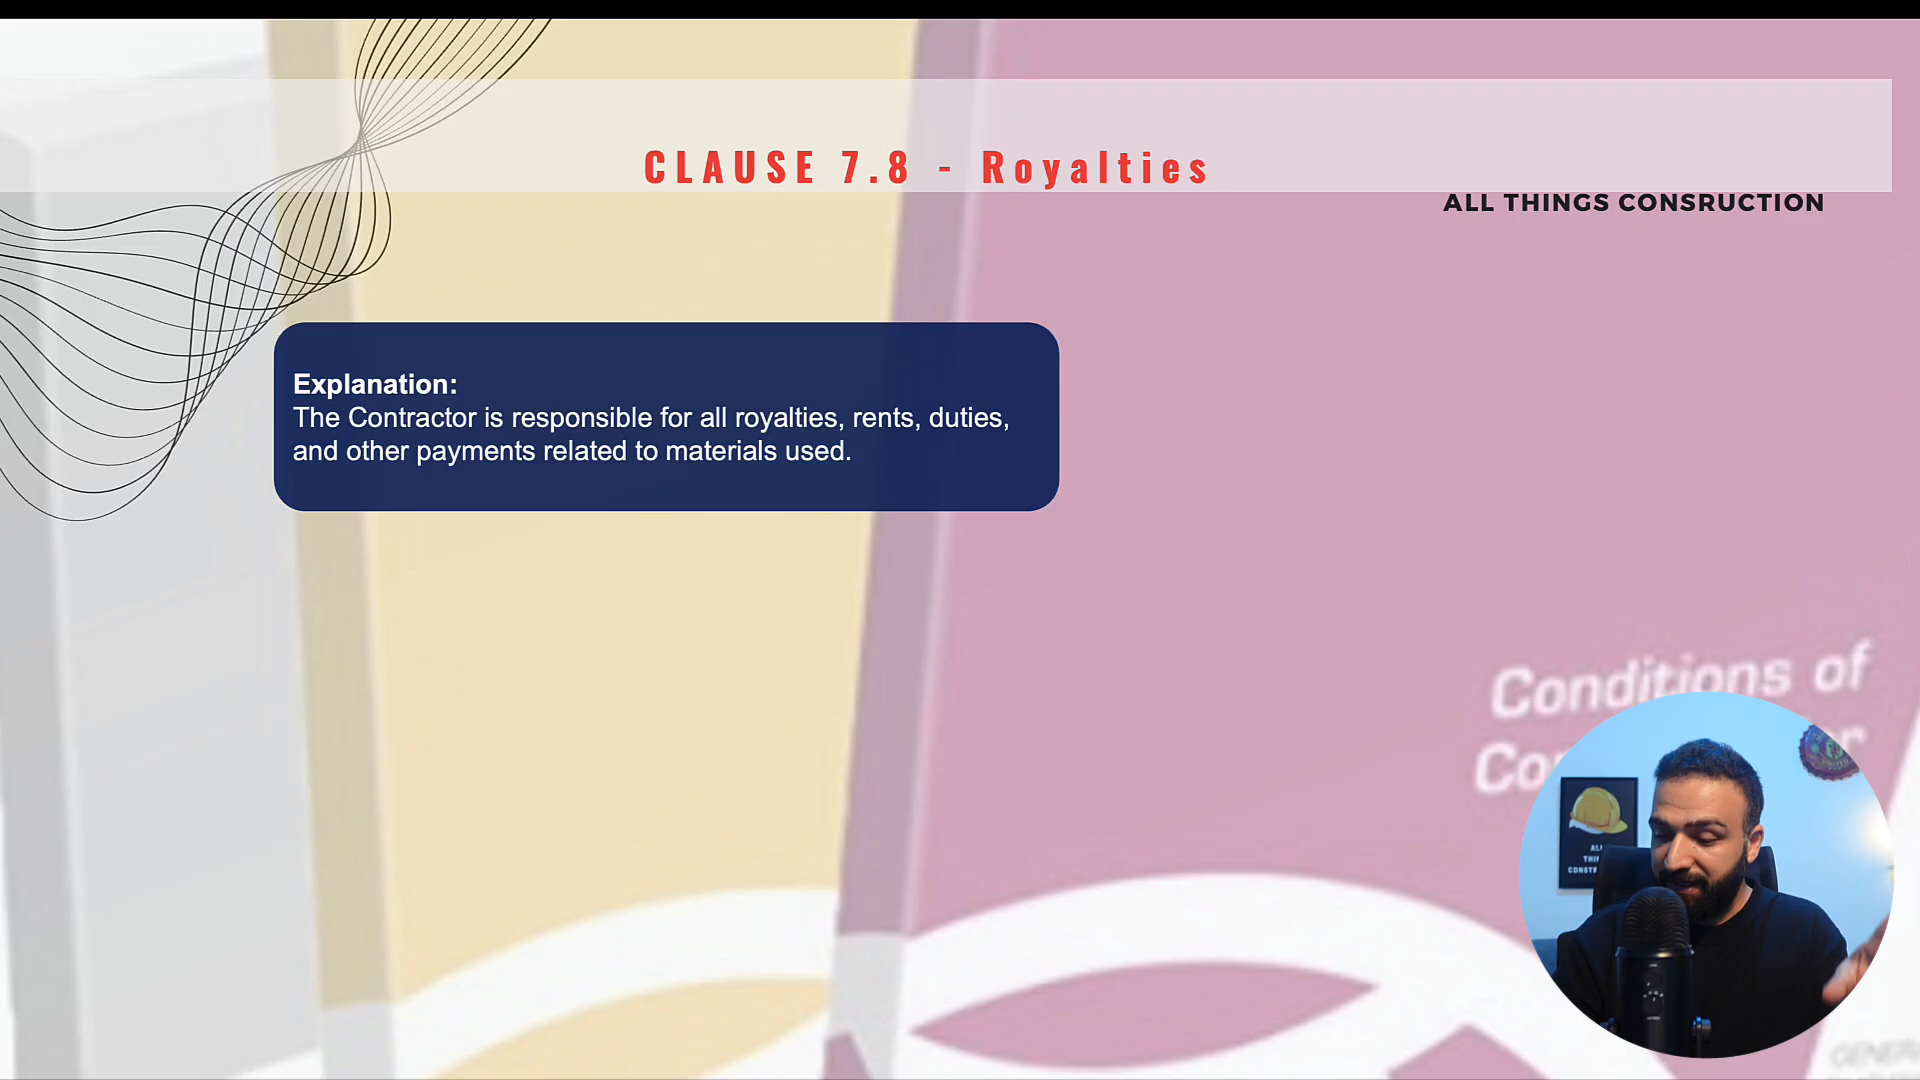 CLAUSE 7.8 - Royalties
ALL THINGS CONSRUCTION
Explanation:
The Contractor is responsible for all royalties, rents, duties,
and other payments related to materials used.
Conditions of